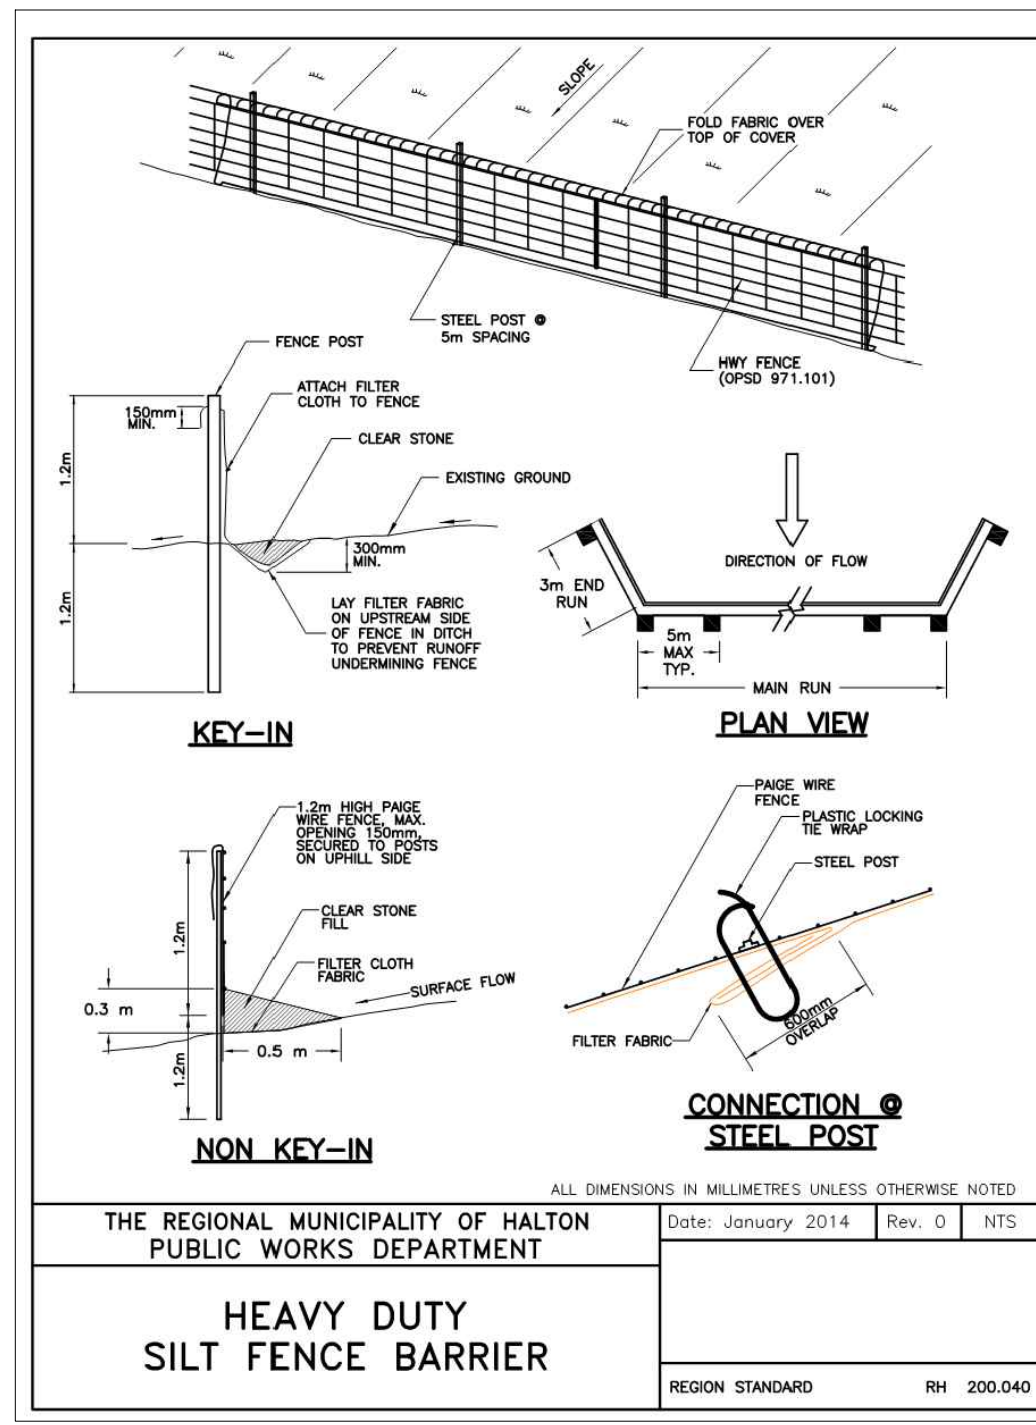 SLOPE
FOLD FABRIC OVER
TOP OF COVER
STEEL POST @
5m SPACING
HWY FENCE
(OPSD 971.101)
FENCE POST
ATTACH FILTER
CLOTH TO FENCE
150mm
MIN.
CLEAR STONE
1.2m
EXISTING GROUND
300mm
MIN.
1.2m
LAY FILTER FABRIC
ON UPSTREAM SIDE
OF FENCE IN DITCH
TO PREVENT RUNOFF
UNDERMINING FENCE
KEY-IN
DIRECTION OF FLOW
3m END
RUN
5m
MAX
TYP.
MAIN RUN
PLAN VIEW
1.2m HIGH PAIGE
WIRE FENCE, MAX.
OPENING 150mm,
SECURED TO POSTS
ON UPHILL SIDE
1.2m
CLEAR STONE
FILL
FILTER CLOTH
FABRIC
SURFACE FLOW
0.3 m
0.5 m
1.2m
NON KEY-IN
PAIGE WIRE
FENCE
PLASTIC LOCKING
TIE WRAP
STEEL POST
600mm
OVERLAP
FILTER FABRIC
CONNECTION @
STEEL POST
ALL DIMENSIONS IN MILLIMETRES UNLESS OTHERWISE NOTED
THE REGIONAL MUNICIPALITY OF HALTON
PUBLIC WORKS DEPARTMENT
Date: January 2014
Rev. 0
NTS
HEAVY DUTY
SILT FENCE BARRIER
REGION STANDARD
RH 200.040